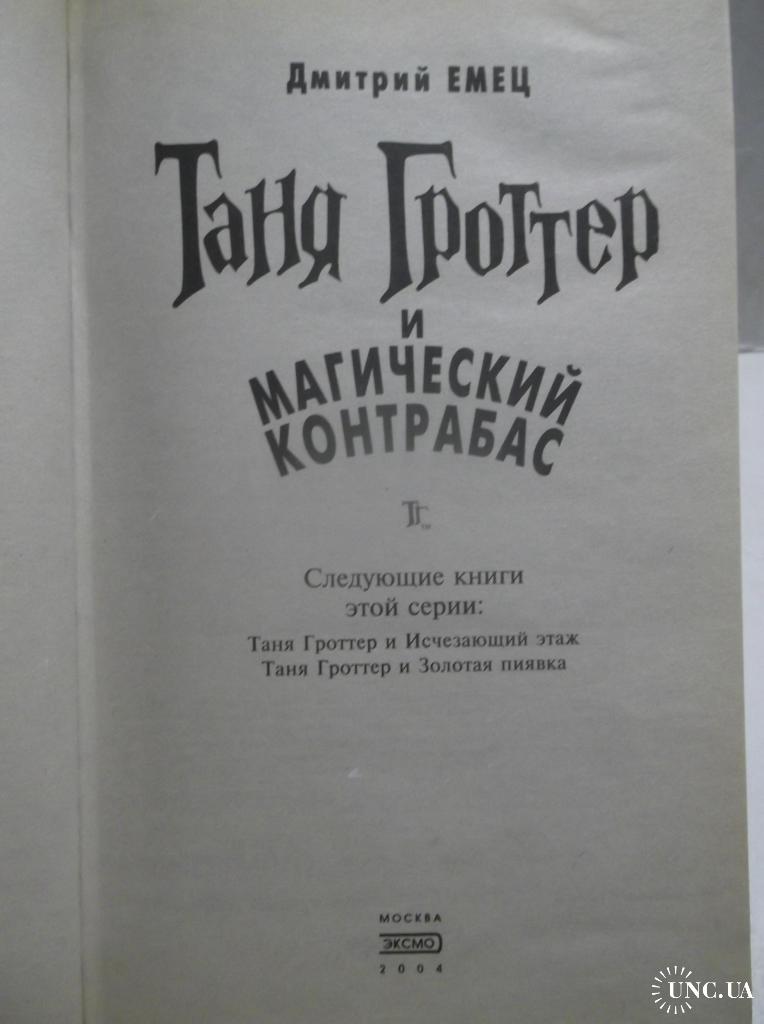 Дмитрий ЕМЕЦ
Таня Гроттер
и
МАГИЧЕСКИЙ
КОНТРАБАС
ТГ™
Следующие книги
этой серии:
Таня Гроттер и Исчезающий этаж
Таня Гроттер и Золотая пиявка
МОСКВА
ЭКСМО
2004
UNC.UA